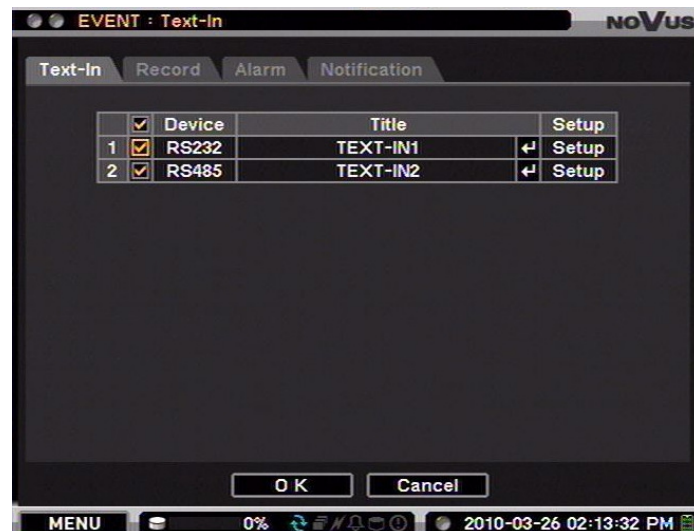 EVENT : Text-In
NOVUS
Text-In Record Alarm Notification
Device Title Setup
1 RS232 TEXT-IN1 Setup
2 RS485 TEXT-IN2 Setup
OK Cancel
MENU 0% 2010-03-26 02:13:32 PM